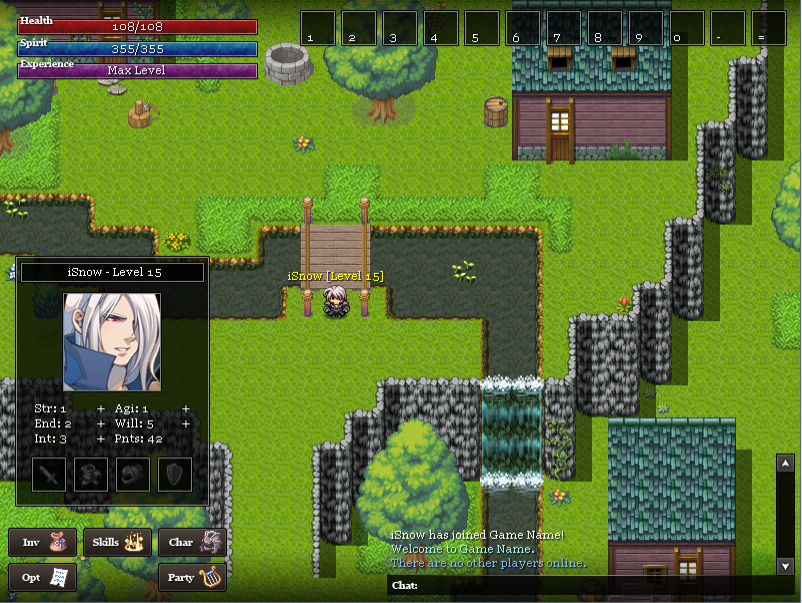 Health
108/108
Spirit
355/355
Experience
Max Level
1 2 3 4 5 6 7 8 9 0 - =
iSnow - Level 15
iSnow [Level 15]
Str: 1 + Agi: 1 +
End: 2 + Will: 5 +
Int: 3 + Pnts: 42
Inv Skills Char
Opt Party
iSnow has joined Game Name!
Welcome to Game Name.
There are no other players online.
Chat: